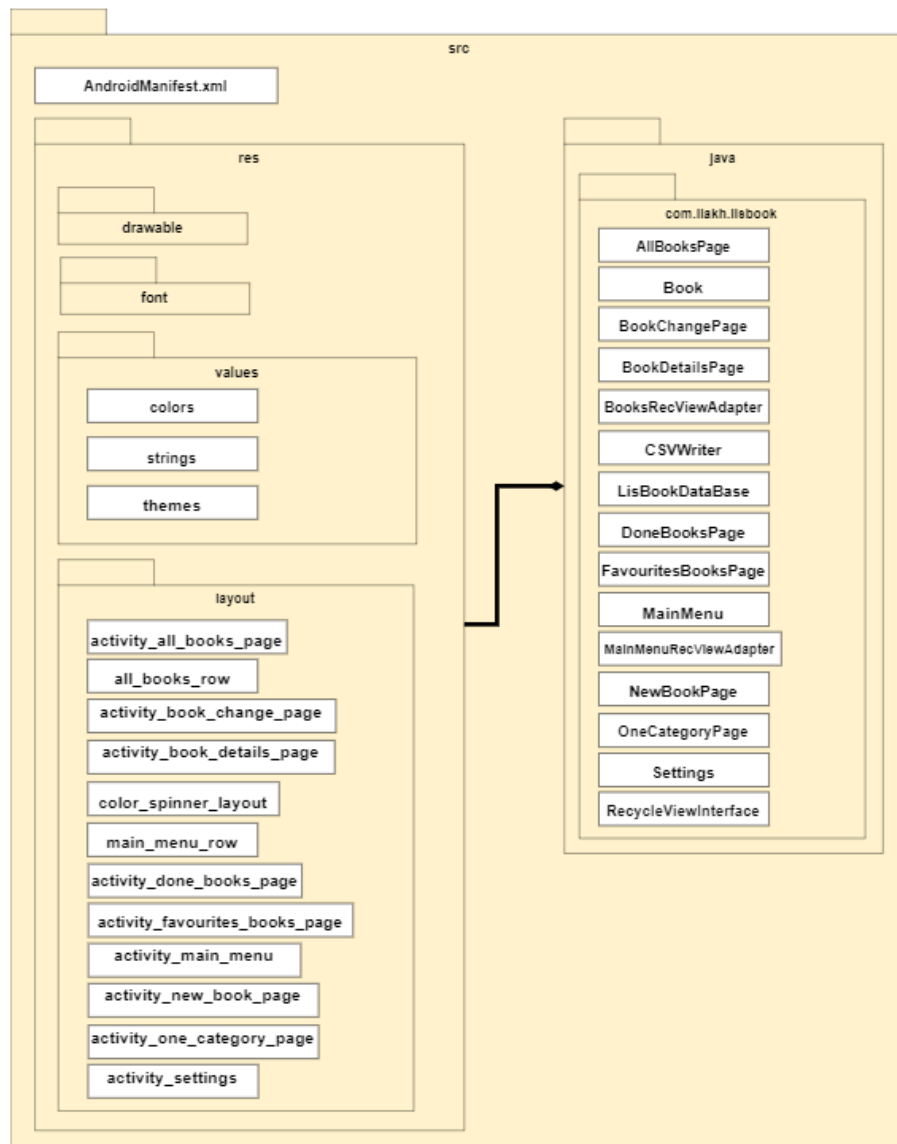 src
AndroidManifest.xml
res
drawable
font
values
colors
strings
themes
layout
activity_all_books_page
all_books_row
activity_book_change_page
activity_book_details_page
color_spinner_layout
main_menu_row
activity_done_books_page
activity_favourites_books_page
activity_main_menu
activity_new_book_page
activity_one_category_page
activity_settings
java
com.ilakh.lisbook
AllBooksPage
Book
BookChangePage
BookDetailsPage
BooksRecViewAdapter
CSVWriter
LisBookDataBase
DoneBooksPage
FavouritesBooksPage
MainMenu
MainMenuRecViewAdapter
NewBookPage
OneCategoryPage
Settings
RecycleViewInterface